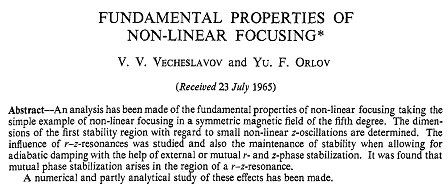 FUNDAMENTAL PROPERTIES OF
NON-LINEAR FOCUSING*
V. V. VECHESLAVOV and YU. F. ORLOV
(Received 23 July 1965)
Abstract—An analysis has been made of the fundamental properties of non-linear focusing taking the
simple example of non-linear focusing in a symmetric magnetic field of the fifth degree. The dimen-
sions of the first stability region with regard to small non-linear z-oscillations are determined. The
influence of r–z-resonances was studied and also the maintenance of stability when allowing for
adiabatic damping with the help of external or mutual r- and z-phase stabilization. It was found that
mutual phase stabilization arises in the region of a r–z-resonance.
A numerical and partly analytical study of these effects has been made.